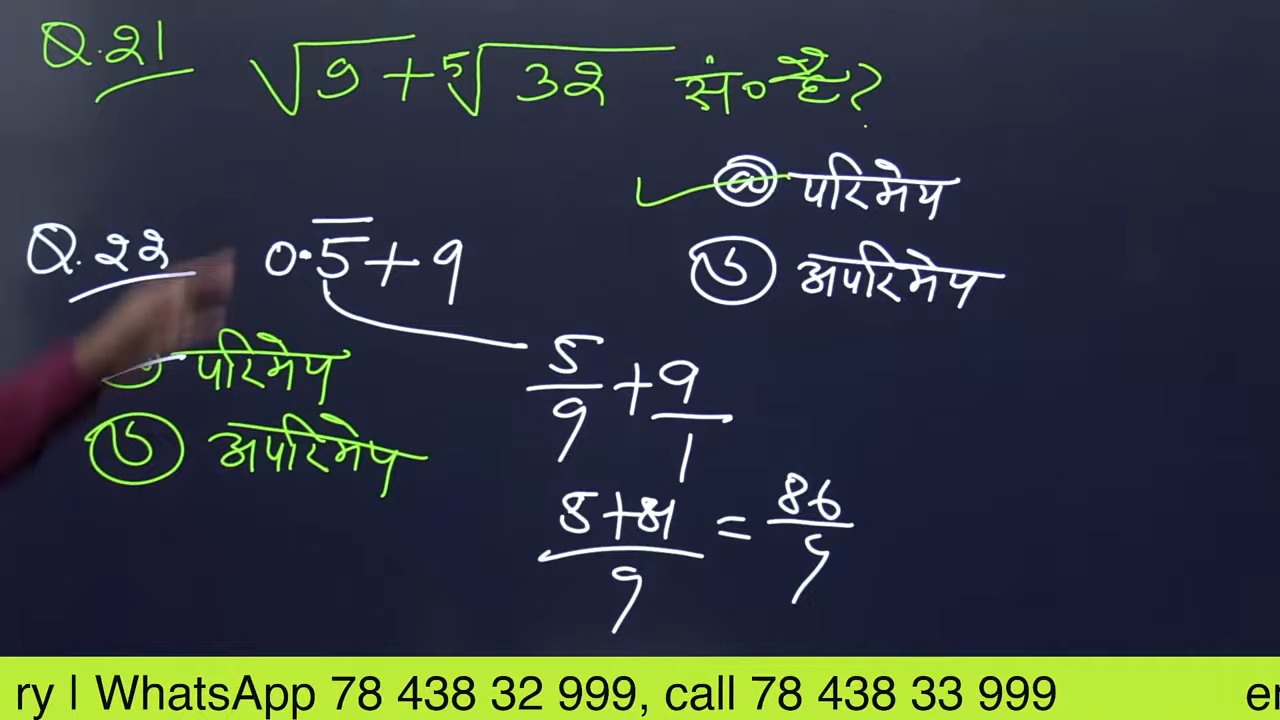 Q.21 √9 + ⁵√32 सं० है?
ⓐ परिमेय
ⓑ अपरिमेय
Q.22 0.5̅ + 9
परिमेय
ⓑ अपरिमेय
5/9 + 9/1
5+81/9 = 86/9
ry | WhatsApp 78 438 32 999, call 78 438 33 999